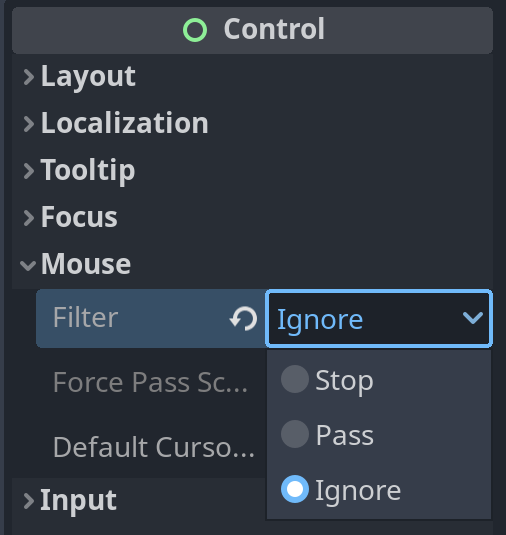 Control
Layout
Localization
Tooltip
Focus
Mouse
Filter Ignore
Force Pass Sc... Stop
Pass
Default Curso...
Ignore
Input